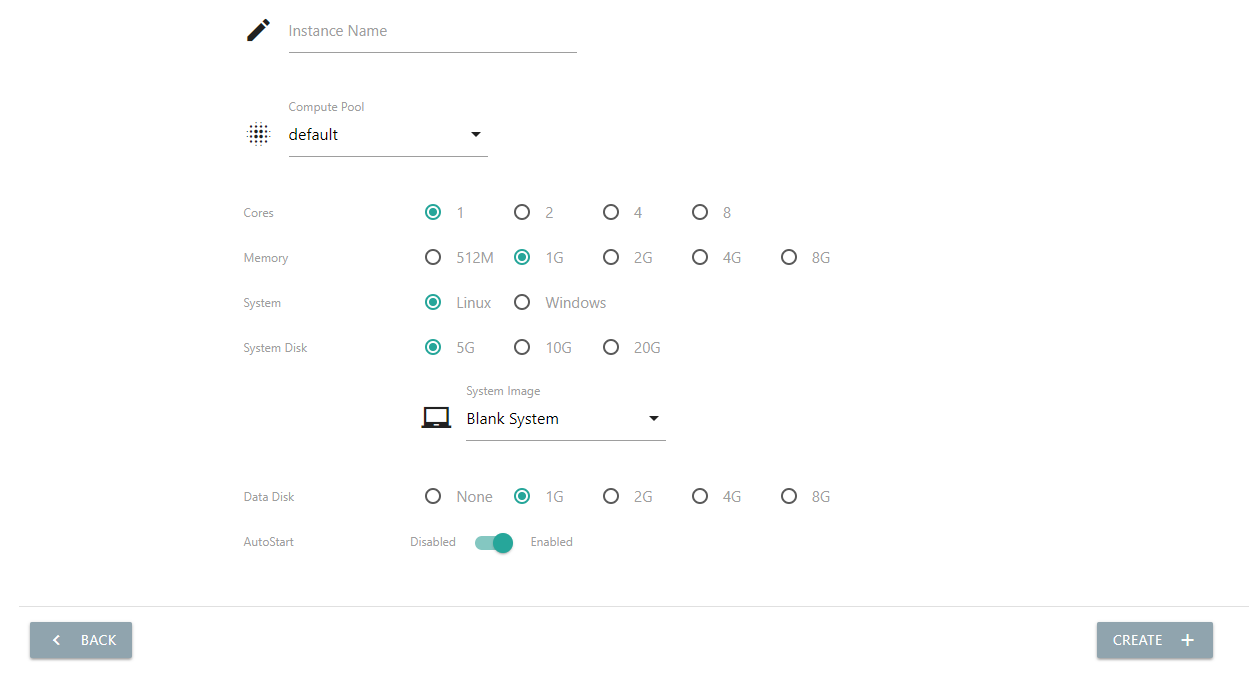 Instance Name
Compute Pool
default
Cores 1 2 4 8
Memory 512M 1G 2G 4G 8G
System Linux Windows
System Disk 5G 10G 20G
System Image
Blank System
Data Disk None 1G 2G 4G 8G
AutoStart Disabled Enabled
BACK CREATE